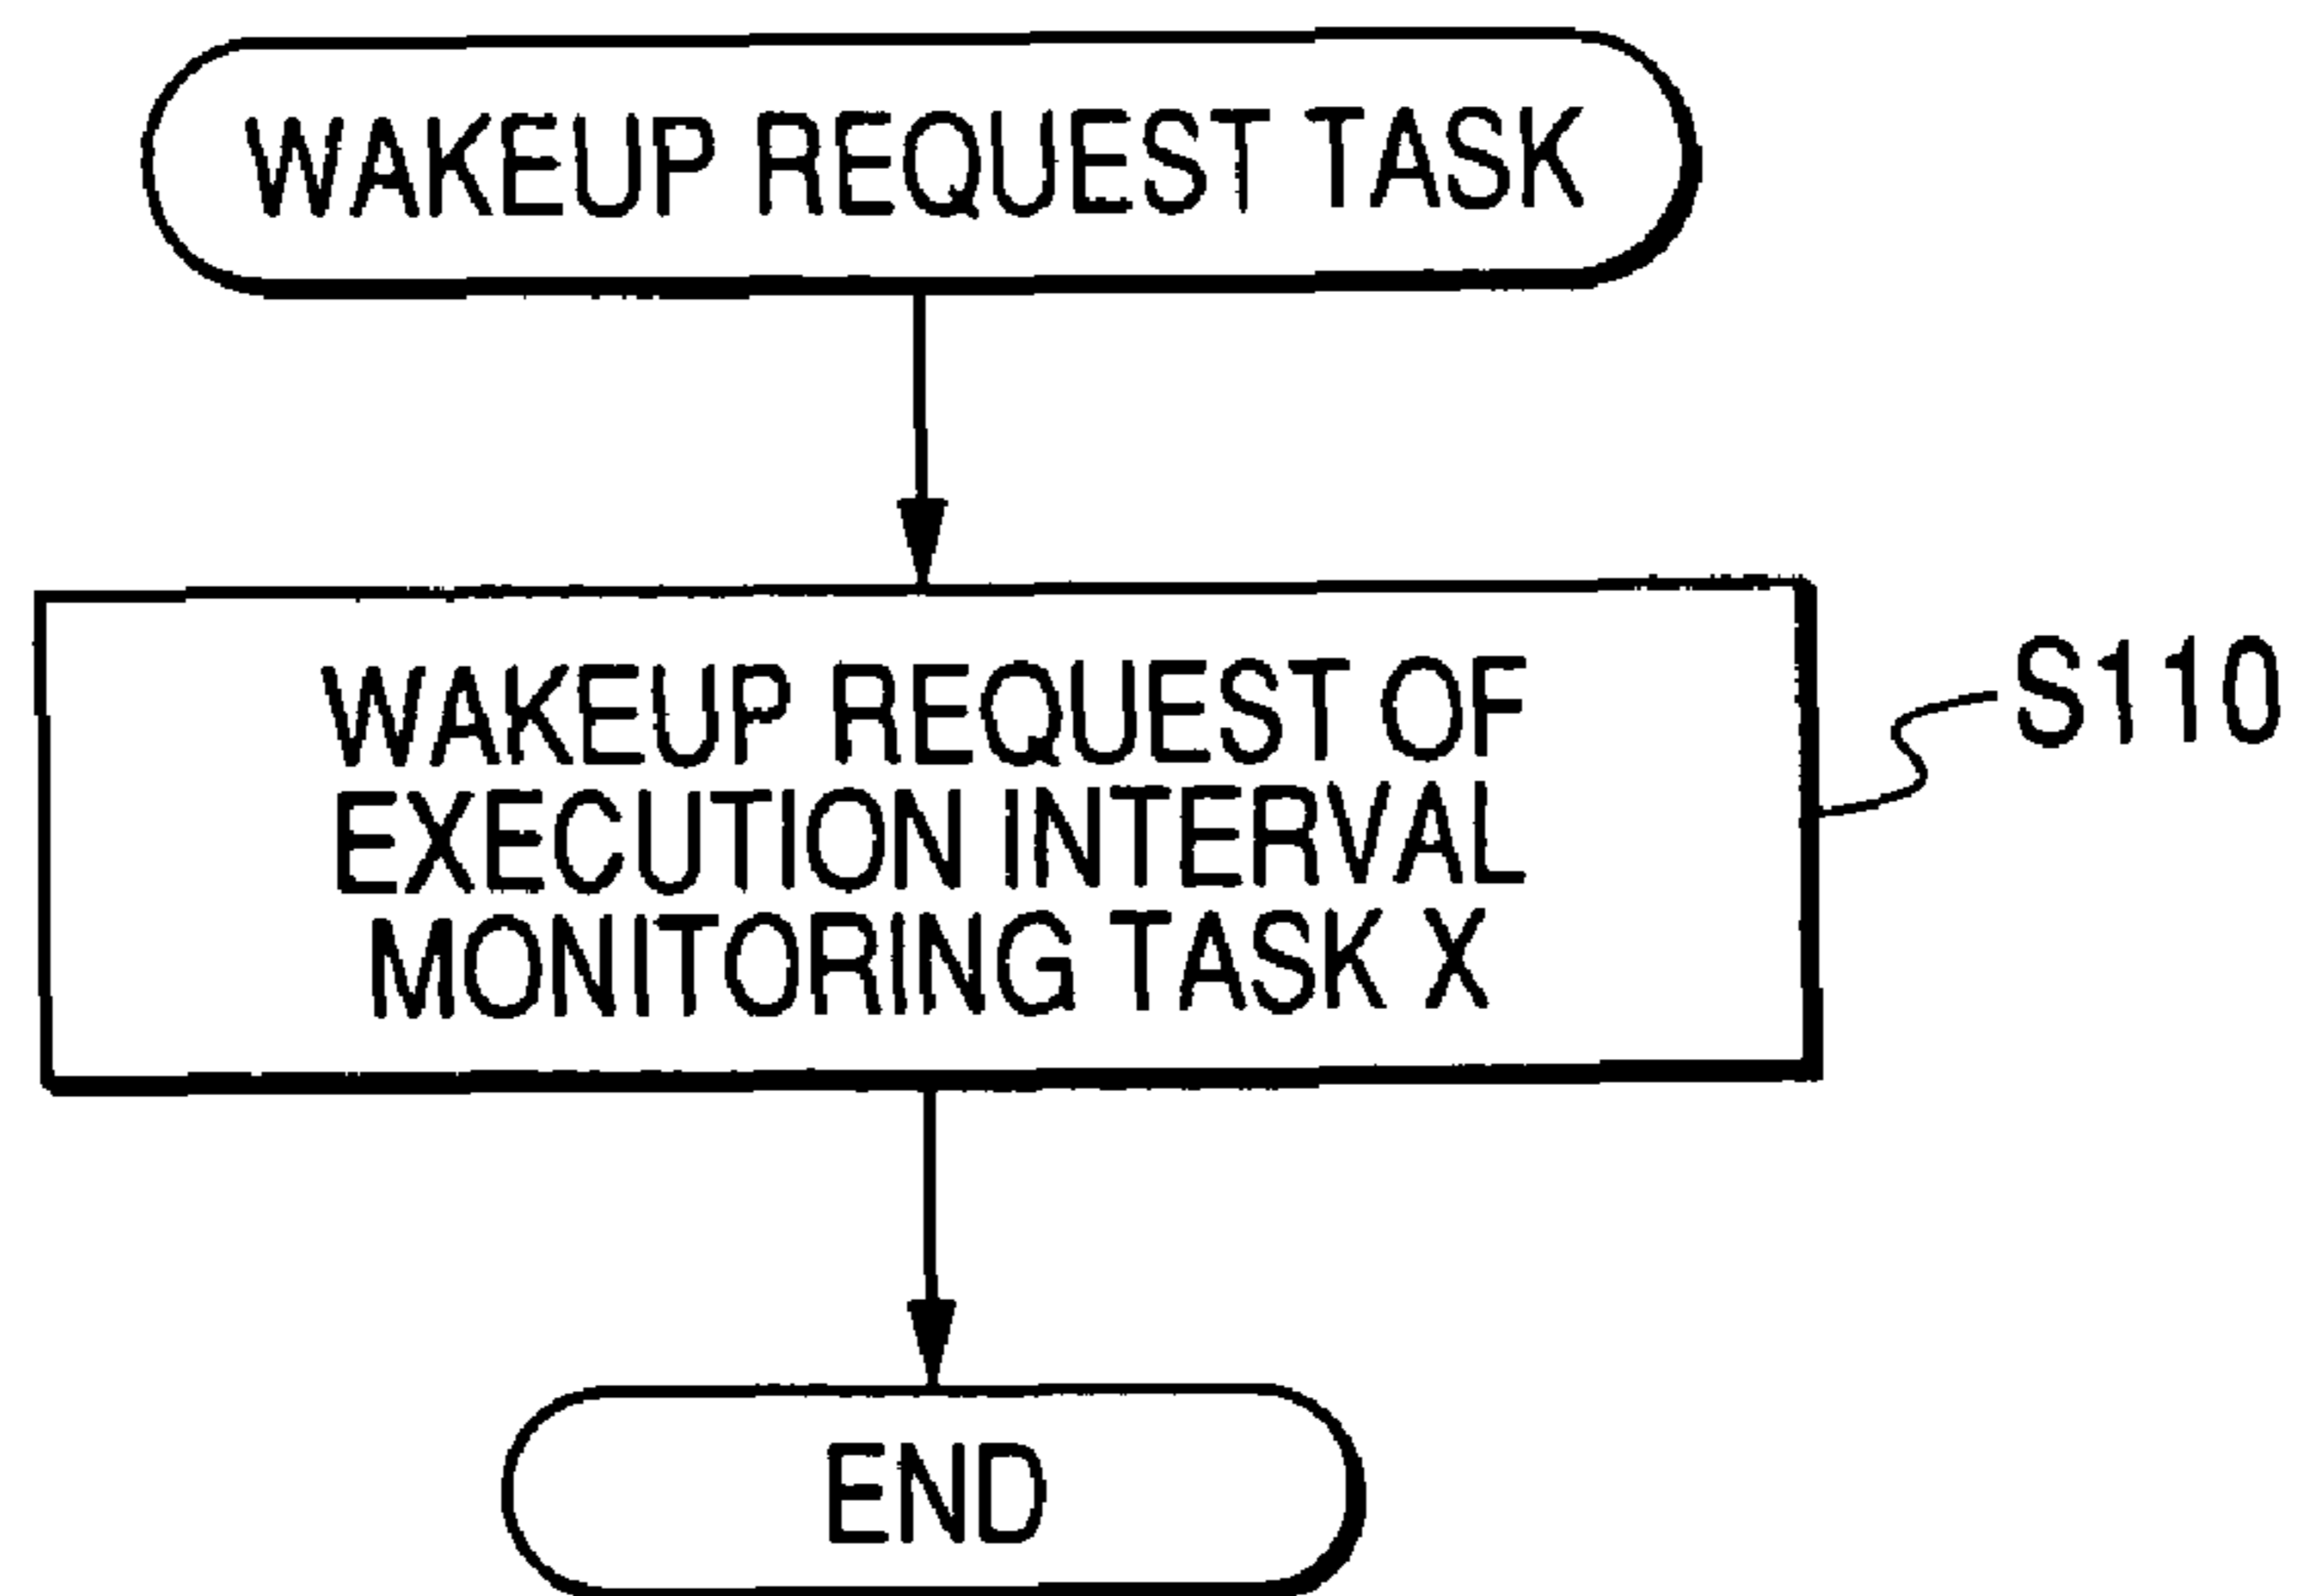 WAKEUP REQUEST TASK
WAKEUP REQUEST OF
EXECUTION INTERVAL
MONITORING TASK X
S110
END